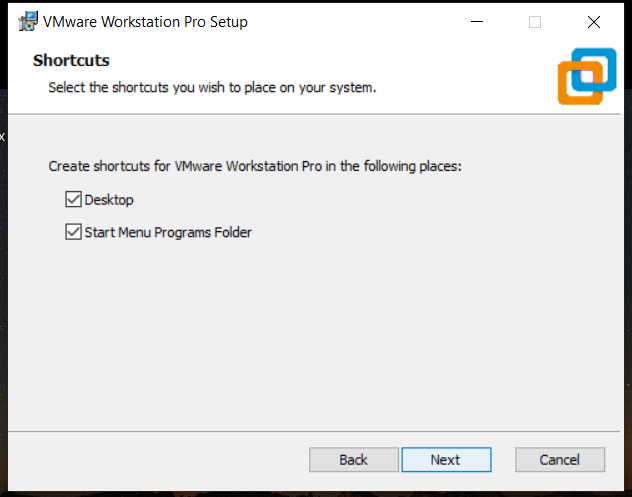 VMware Workstation Pro Setup
Shortcuts
Select the shortcuts you wish to place on your system.
x
Create shortcuts for VMware Workstation Pro in the following places:
Desktop
Start Menu Programs Folder
Back
Next
Cancel